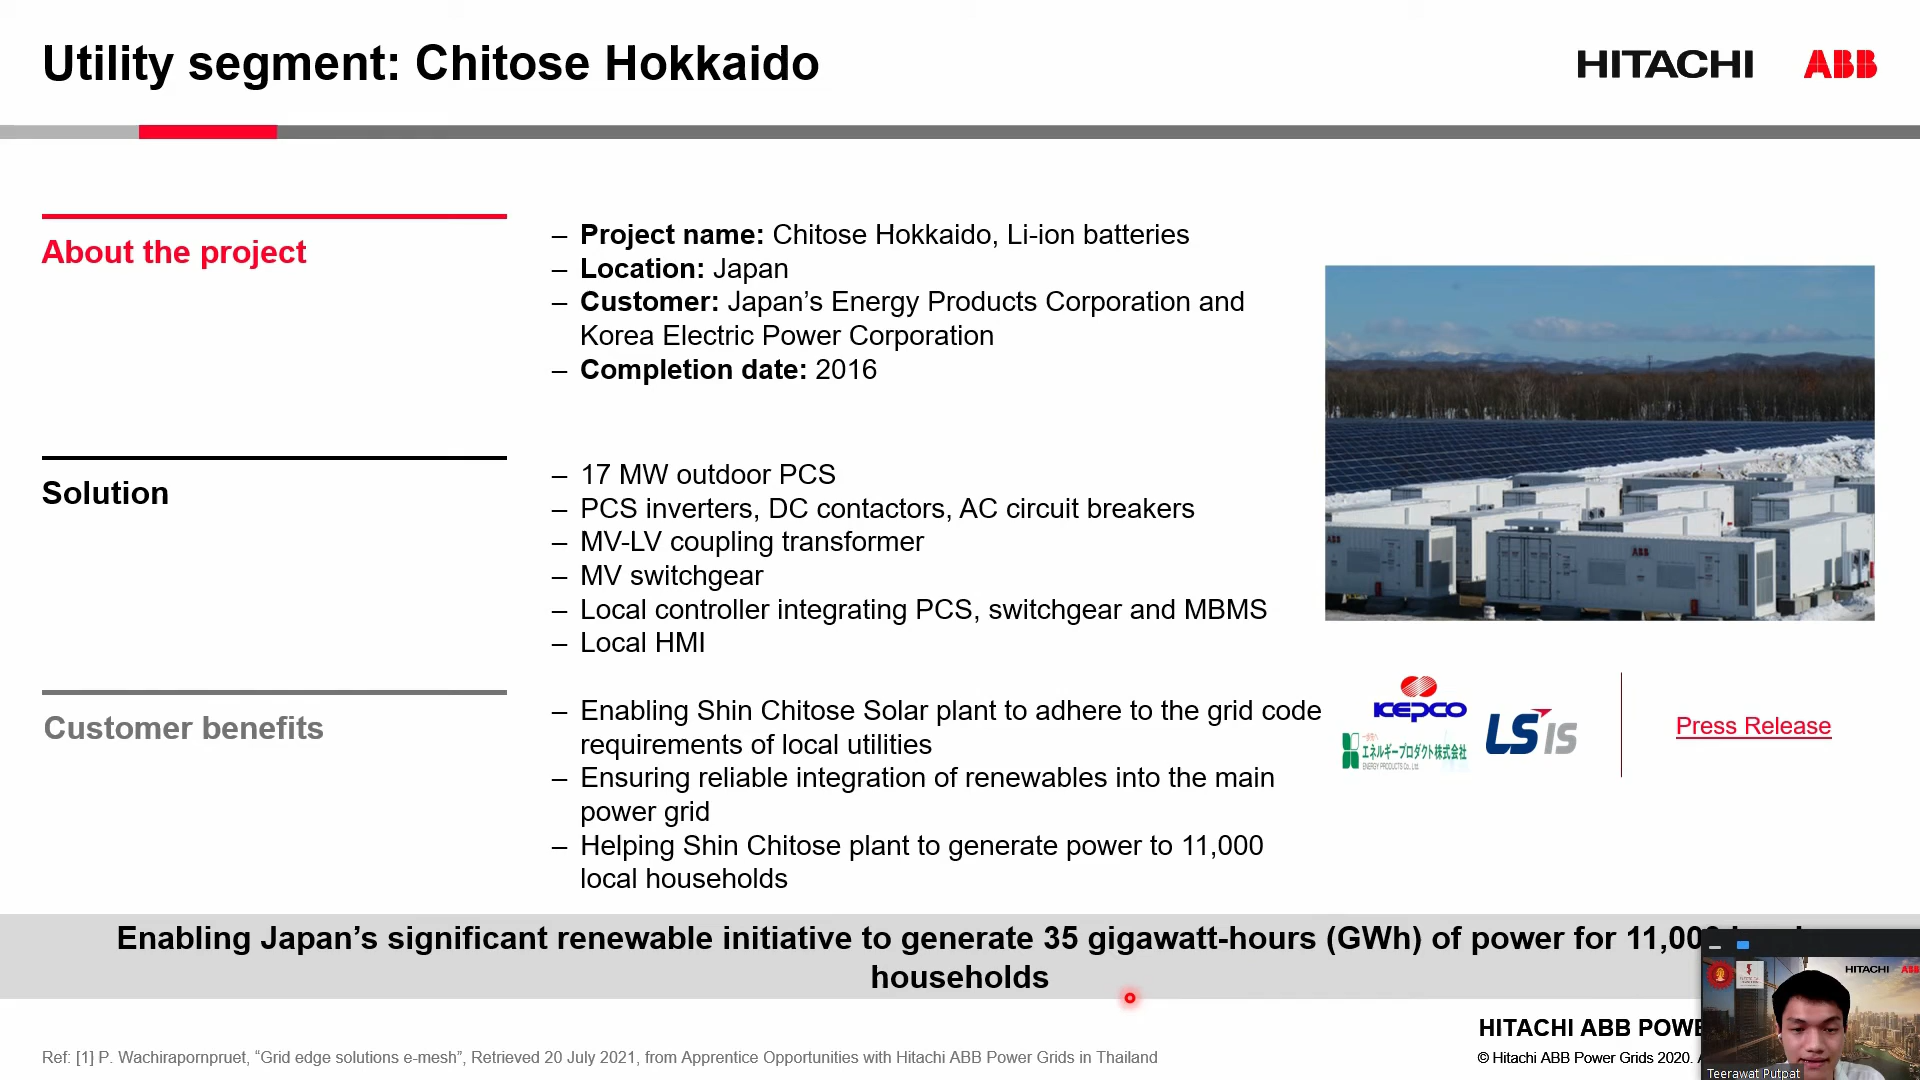 Utility segment: Chitose Hokkaido
HITACHI ABB
About the project
– Project name: Chitose Hokkaido, Li-ion batteries
– Location: Japan
– Customer: Japan’s Energy Products Corporation and
Korea Electric Power Corporation
– Completion date: 2016
Solution
– 17 MW outdoor PCS
– PCS inverters, DC contactors, AC circuit breakers
– MV-LV coupling transformer
– MV switchgear
– Local controller integrating PCS, switchgear and MBMS
– Local HMI
ABB
ABB
Customer benefits
– Enabling Shin Chitose Solar plant to adhere to the grid code
requirements of local utilities
– Ensuring reliable integration of renewables into the main
power grid
– Helping Shin Chitose plant to generate power to 11,000
local households
KEPCO
エネルギープロダクト株式会社
ENERGY PRODUCTS Co. Ltd.
LS IS
Press Release
Enabling Japan’s significant renewable initiative to generate 35 gigawatt-hours (GWh) of power for 11,00
households
HITACHI ABB POWE
Ref: [1] P. Wachirapornpruet, “Grid edge solutions e-mesh”, Retrieved 20 July 2021, from Apprentice Opportunities with Hitachi ABB Power Grids in Thailand
© Hitachi ABB Power Grids 2020.
HITACHI ABB
Teerawat Putpat